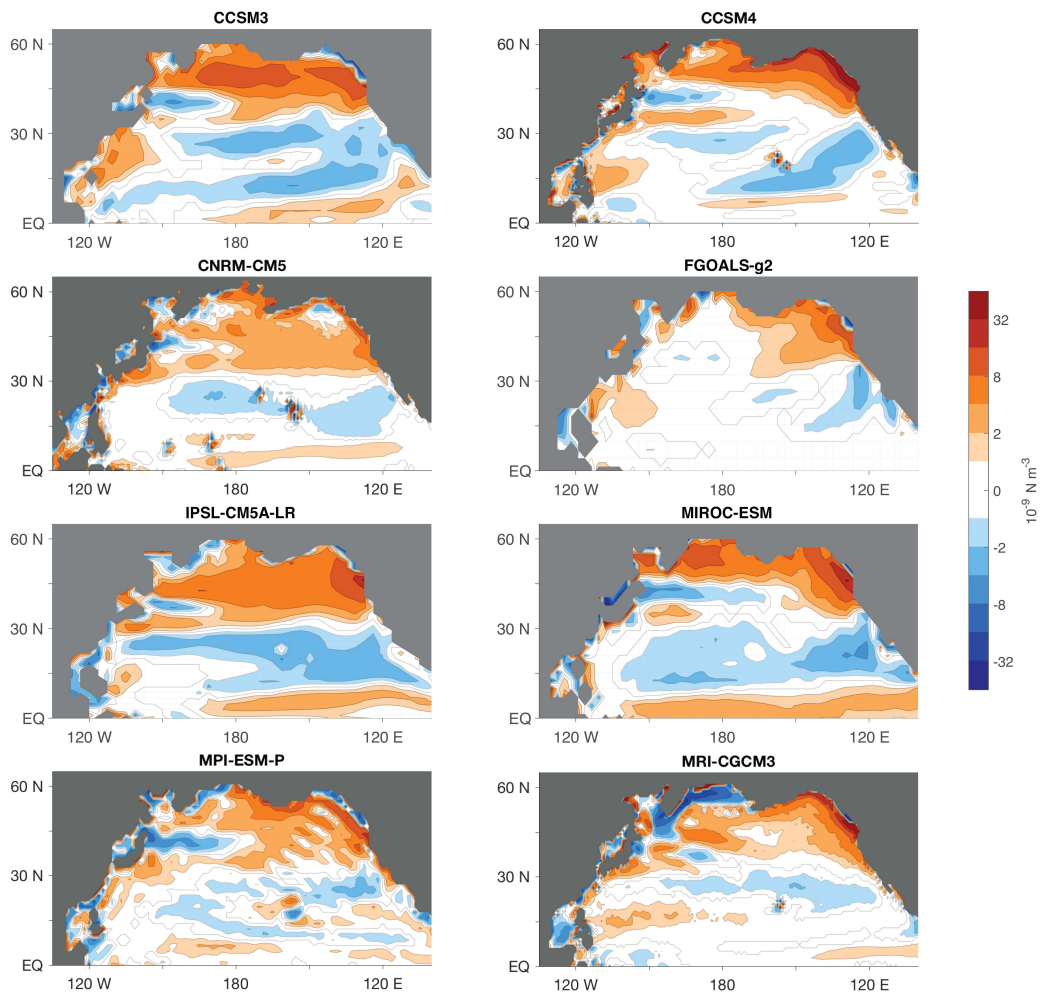 CCSM3 CCSM4
60 N 60 N
30 N 30 N
EQ EQ
120 W 180 120 E 120 W 180 120 E
CNRM-CM5 FGOALS-g2
60 N 60 N
30 N 30 N
EQ EQ
120 W 180 120 E 120 W 180 120 E
32
8
2
0
-2
-8
-32
10⁻⁹ N m⁻³
IPSL-CM5A-LR MIROC-ESM
60 N 60 N
30 N 30 N
EQ EQ
120 W 180 120 E 120 W 180 120 E
MPI-ESM-P MRI-CGCM3
60 N 60 N
30 N 30 N
EQ EQ
120 W 180 120 E 120 W 180 120 E